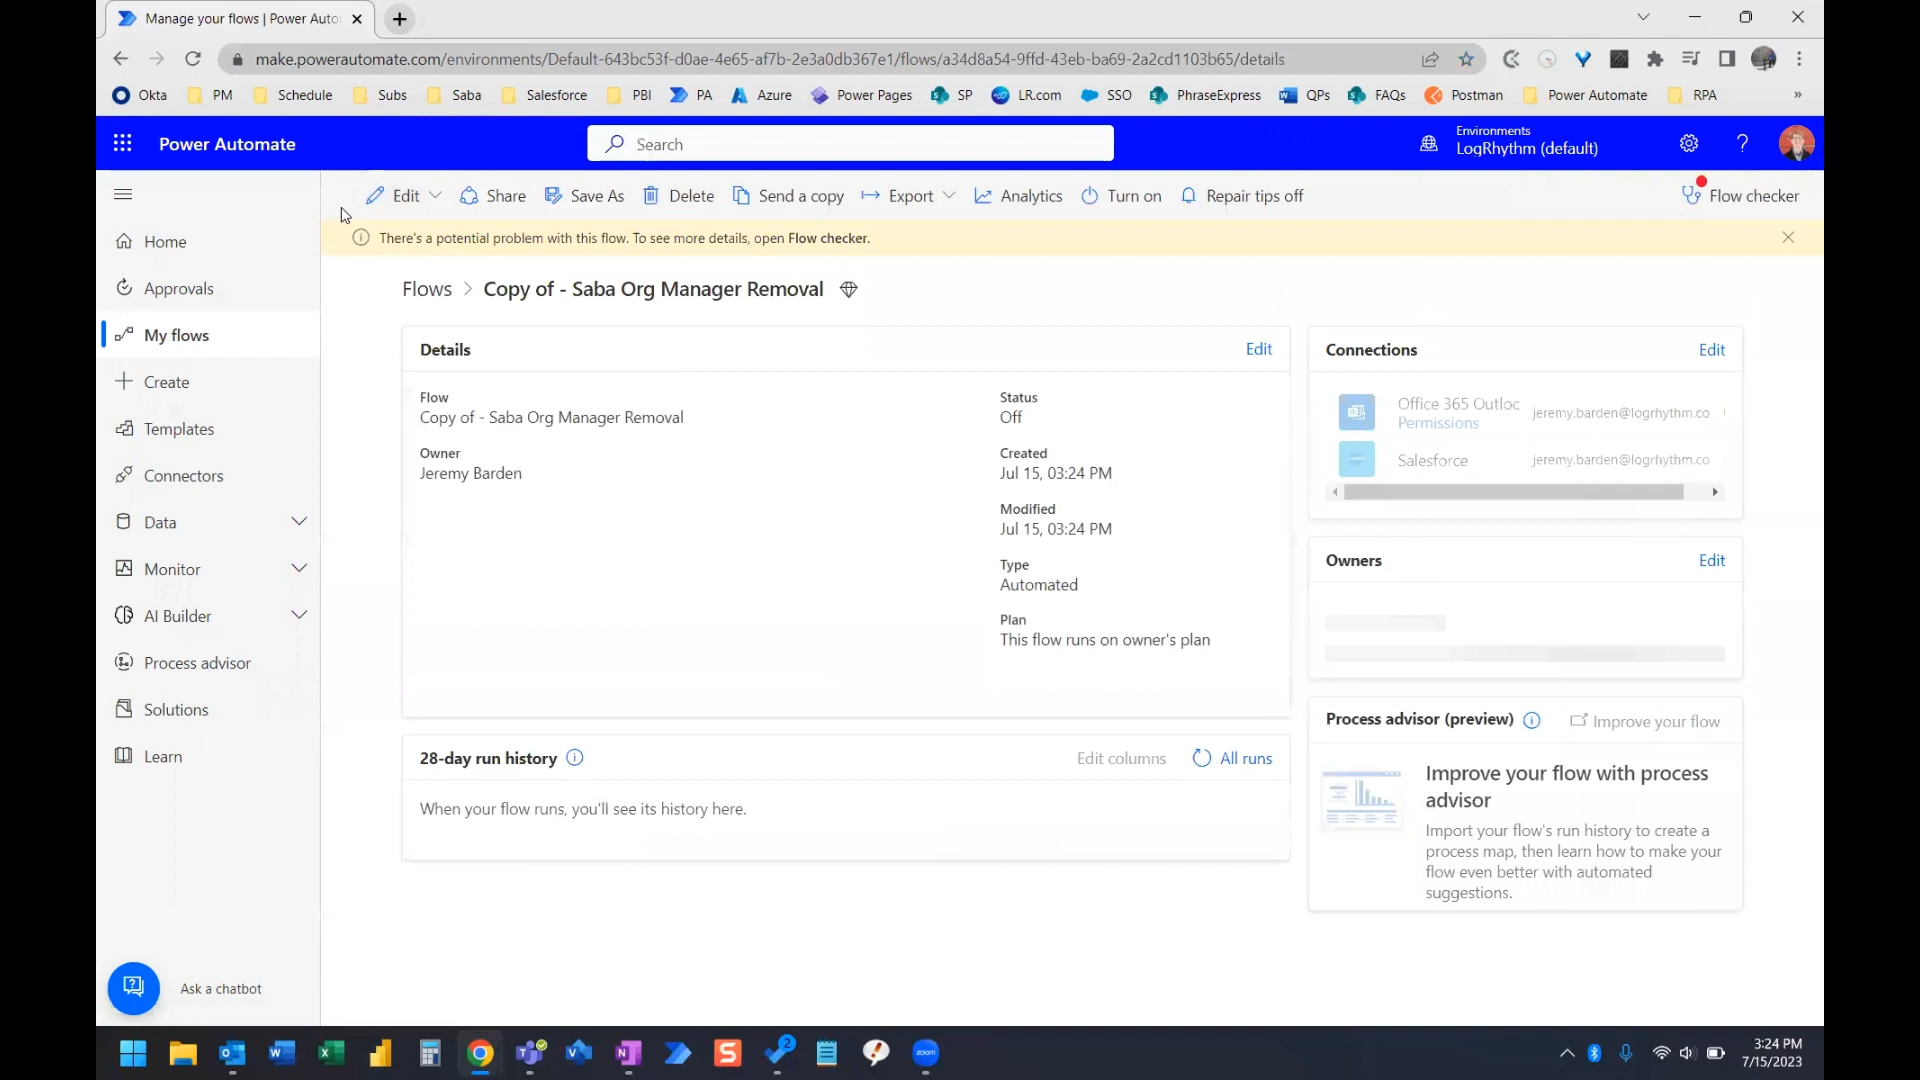 Manage your flows | Power Auto
make.powerautomate.com/environments/Default-643bc53f-d0ae-4e65-af7b-2e3a0db367e1/flows/a34d8a54-9ffd-43eb-ba69-2a2cd1103b65/details
Okta PM Schedule Subs Saba Salesforce PBI PA Azure Power Pages SP LR.com SSO PhraseExpress QPs FAQs Postman Power Automate RPA »
Power Automate
Search
Environments
LogRhythm (default)
Edit Share Save As Delete Send a copy Export Analytics Turn on Repair tips off Flow checker
There's a potential problem with this flow. To see more details, open Flow checker.
Home
Approvals
My flows
Create
Templates
Connectors
Data
Monitor
AI Builder
Process advisor
Solutions
Learn
Ask a chatbot
Flows > Copy of - Saba Org Manager Removal
Details Edit
Flow
Copy of - Saba Org Manager Removal
Owner
Jeremy Barden
Status
Off
Created
Jul 15, 03:24 PM
Modified
Jul 15, 03:24 PM
Type
Automated
Plan
This flow runs on owner's plan
28-day run history Edit columns All runs
When your flow runs, you'll see its history here.
Connections Edit
Office 365 Outloc jeremy.barden@logrhythm.co
Permissions
Salesforce jeremy.barden@logrhythm.co
Owners Edit
Process advisor (preview) Improve your flow
Improve your flow with process
advisor
Import your flow's run history to create a
process map, then learn how to make your
flow even better with automated
suggestions.
zoom
2
3:24 PM
7/15/2023